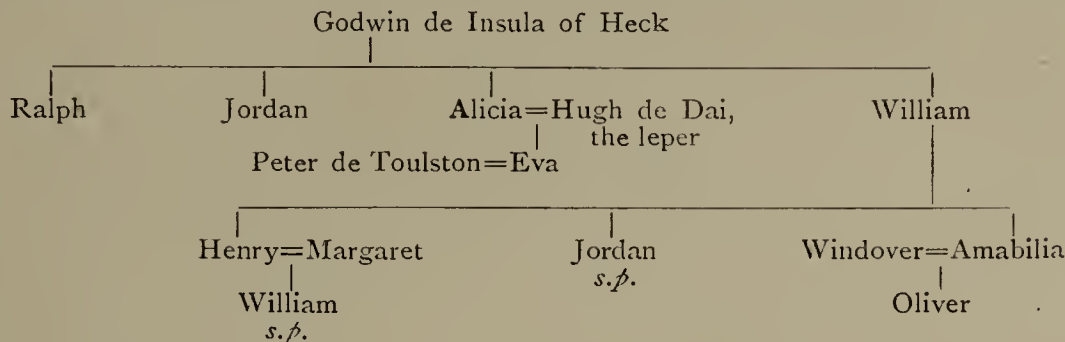 Godwin de Insula of Heck
Ralph Jordan Alicia=Hugh de Dai, William
the leper
Peter de Toulston=Eva
Henry=Margaret Jordan Windover=Amabilia
s.p.
William Oliver
s.p.